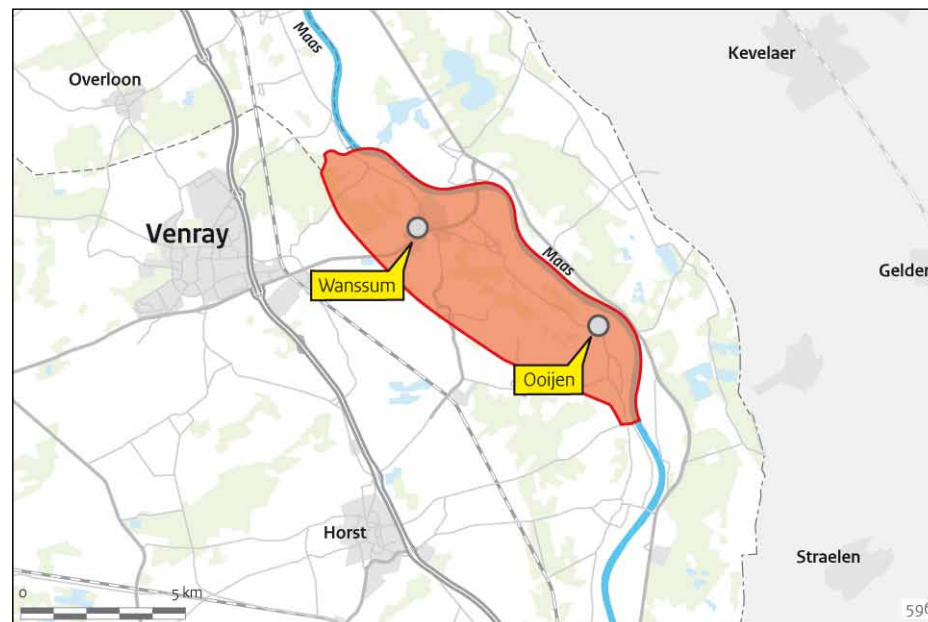 Maas
Overloon
Kevelaer
Venray
Maas
Wanssum
Gelder
Ooijen
Horst
Straelen
0 5 km
596